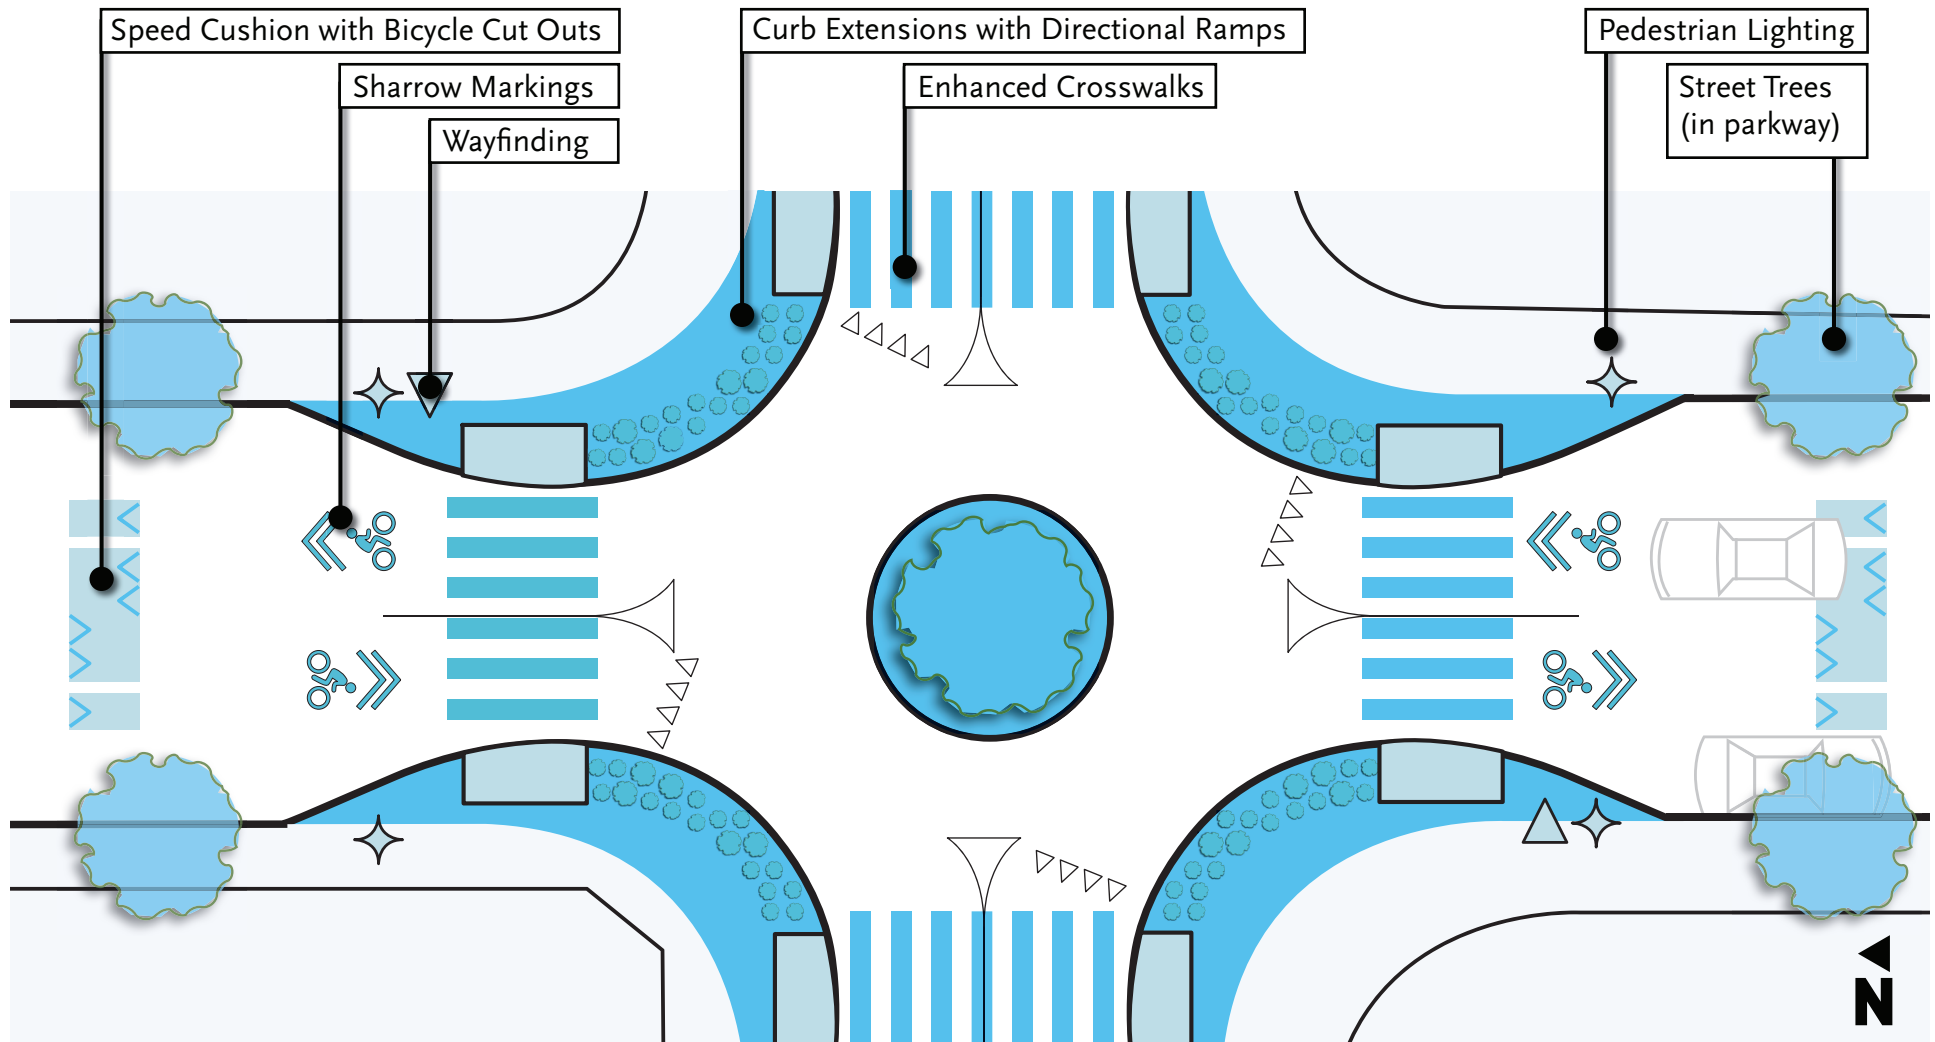 Speed Cushion with Bicycle Cut Outs
Curb Extensions with Directional Ramps
Pedestrian Lighting
Sharrow Markings
Enhanced Crosswalks
Street Trees
(in parkway)
Wayfinding
N